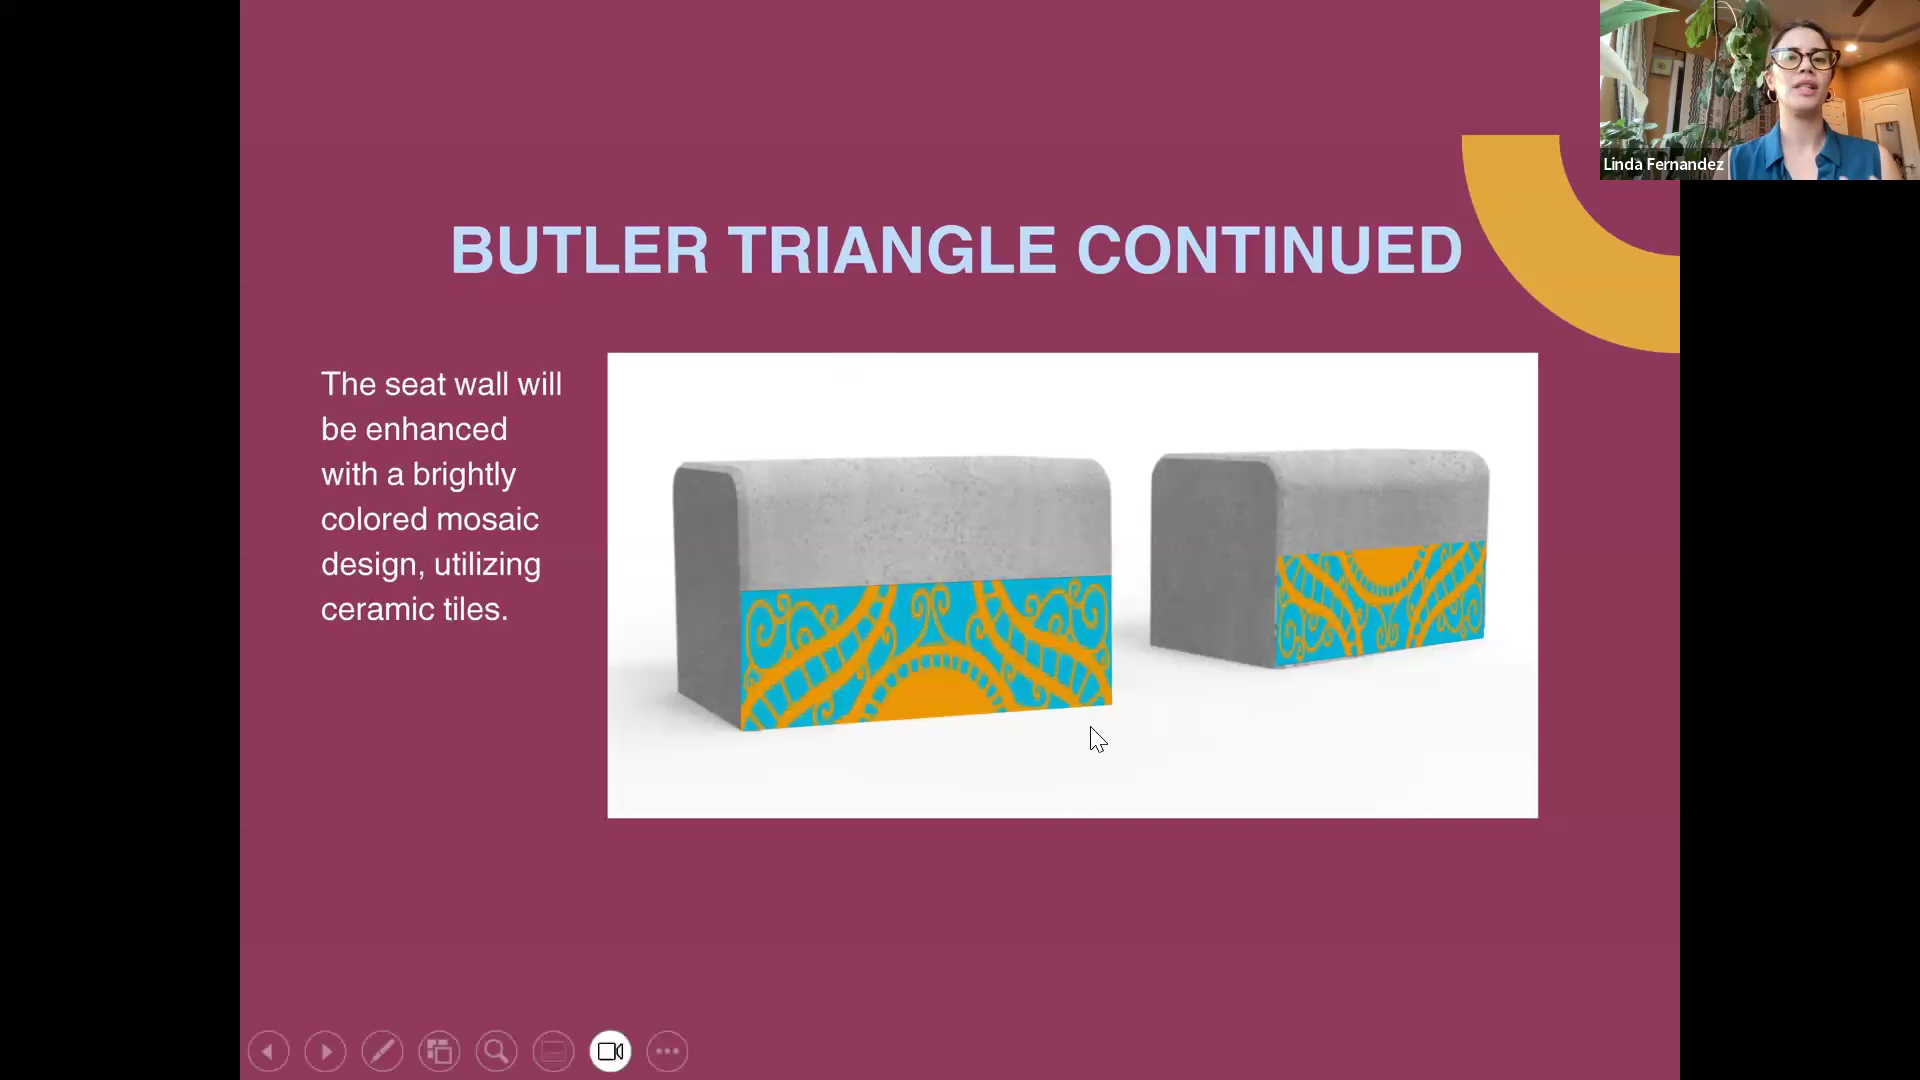 Linda Fernandez
BUTLER TRIANGLE CONTINUED
The seat wall will
be enhanced
with a brightly
colored mosaic
design, utilizing
ceramic tiles.